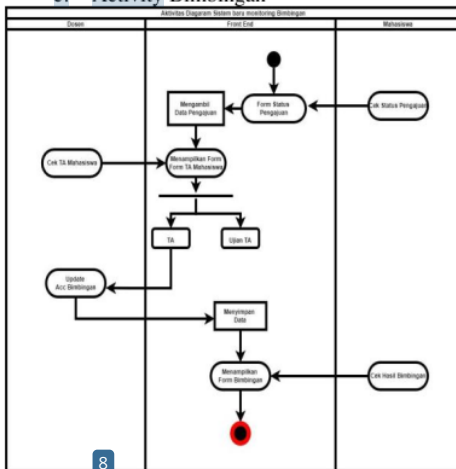 Activity Bimbingan
Aktivitas Diagaram Sistem baru monitoring Bimbingan
Dosen
Front End
Mahasiswa
Mengambil
Data Pengajuan
Form Status
Pengajuan
Cek Status Pengajuan
Cek TA Mahasiswa
Menampilkan Form
Form TA Mahasiswa
TA
Ujian TA
Update
Acc Bimbingan
Menyimpan
Data
Menampilkan
Form Bimbingan
Cek Hasil Bimbingan
8